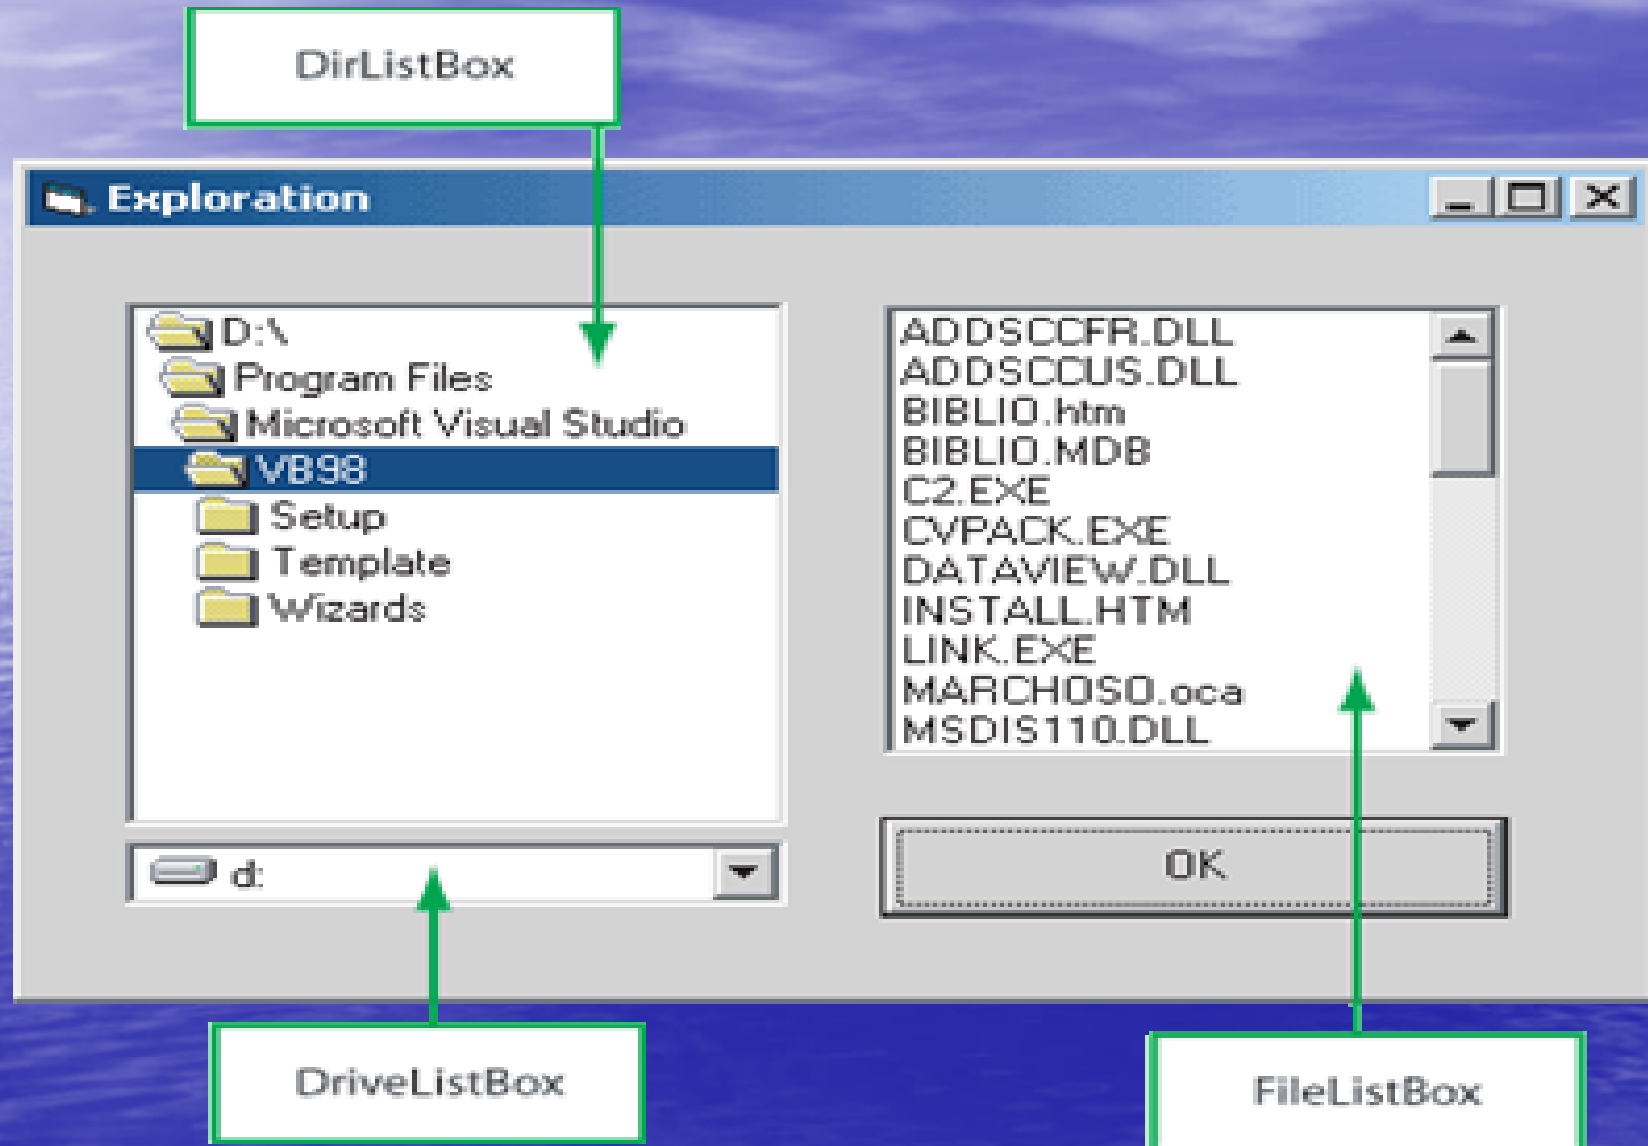 DirListBox
Exploration
D:\
Program Files
Microsoft Visual Studio
VB98
Setup
Template
Wizards
d:
ADDSCCFR.DLL
ADDSCCUS.DLL
BIBLIO.htm
BIBLIO.MDB
C2.EXE
CVPACK.EXE
DATAVIEW.DLL
INSTALL.HTM
LINK.EXE
MARCHOSO.oca
MSDIS110.DLL
OK
DriveListBox
FileListBox